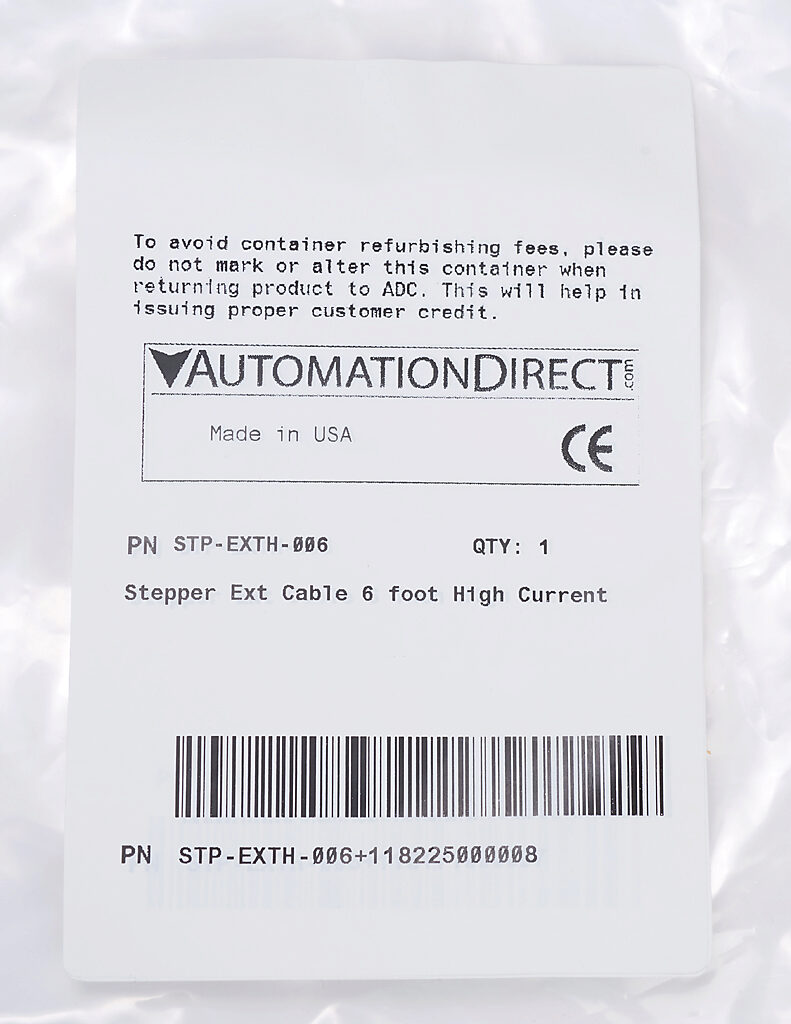 To avoid container refurbishing fees, please
do not mark or alter this container when
returning product to ADC. This will help in
issuing proper customer credit.
AUTOMATIONDIRECT.com
Made in USA
CE
PN STP-EXTH-006 QTY: 1
Stepper Ext Cable 6 foot High Current
PN STP-EXTH-006+118225000008